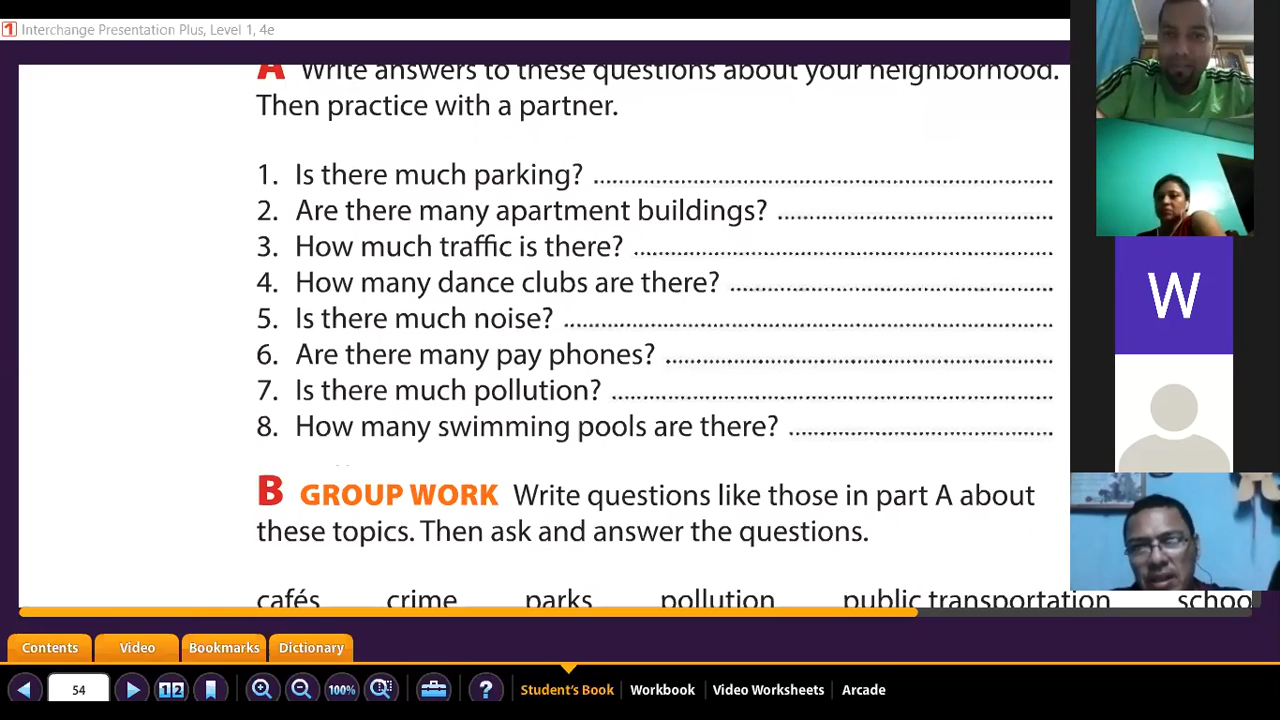 Interchange Presentation Plus, Level 1, 4e
A Write answers to these questions about your neighborhood.
Then practice with a partner.
1. Is there much parking?
2. Are there many apartment buildings?
3. How much traffic is there?
4. How many dance clubs are there?
5. Is there much noise?
6. Are there many pay phones?
7. Is there much pollution?
8. How many swimming pools are there?
B GROUP WORK Write questions like those in part A about
these topics. Then ask and answer the questions.
cafés crime parks pollution public transportation schoo
W
Contents Video Bookmarks Dictionary
54 12 100% ? Student's Book Workbook Video Worksheets Arcade